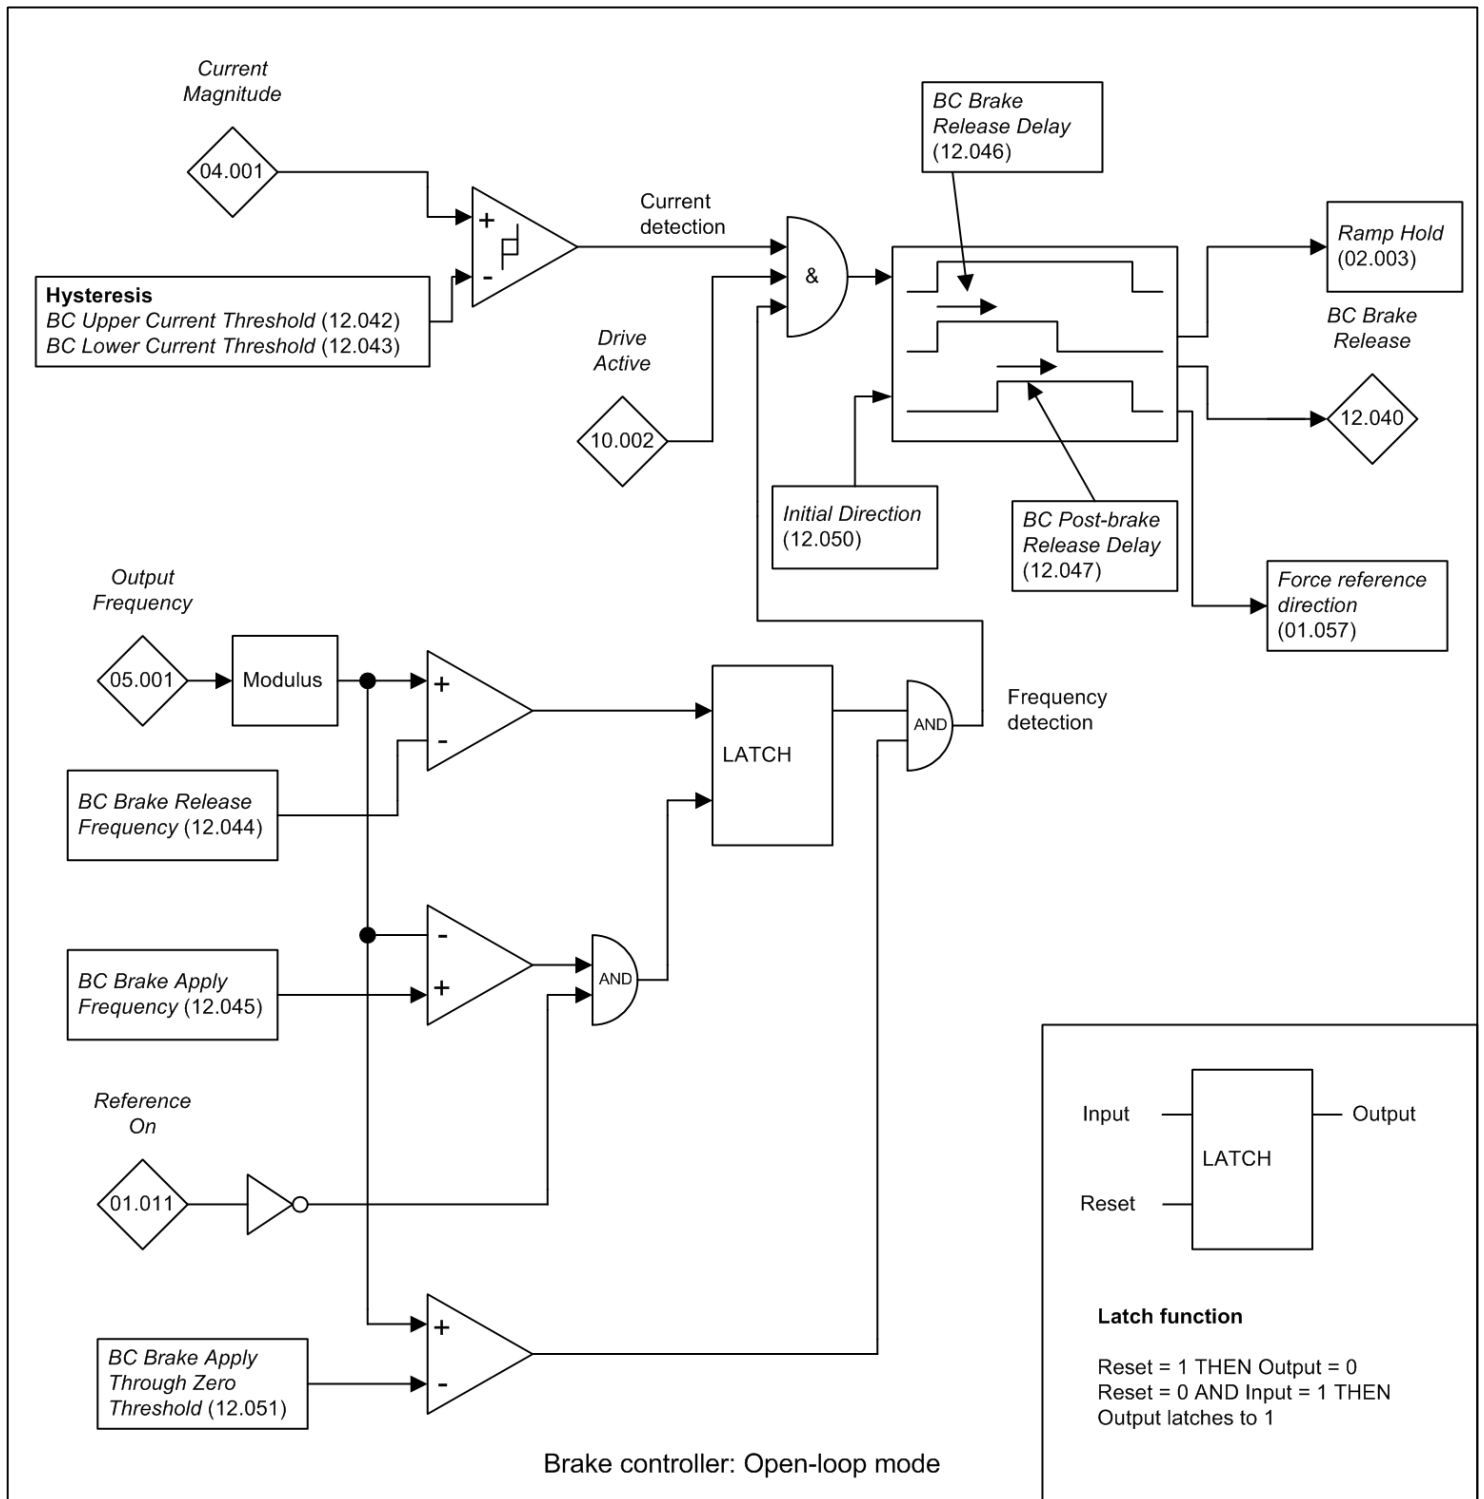 Current
Magnitude
04.001
+
-
Hysteresis
BC Upper Current Threshold (12.042)
BC Lower Current Threshold (12.043)
Current
detection
Drive
Active
10.002
&
BC Brake
Release Delay
(12.046)
Ramp Hold
(02.003)
BC Brake
Release
12.040
Initial Direction
(12.050)
BC Post-brake
Release Delay
(12.047)
Force reference
direction
(01.057)
Output
Frequency
05.001
Modulus
+
-
BC Brake Release
Frequency (12.044)
LATCH
AND
Frequency
detection
-
+
BC Brake Apply
Frequency (12.045)
AND
Reference
On
01.011
+
-
BC Brake Apply
Through Zero
Threshold (12.051)
Input
Output
LATCH
Reset
Latch function
Reset = 1 THEN Output = 0
Reset = 0 AND Input = 1 THEN
Output latches to 1
Brake controller: Open-loop mode